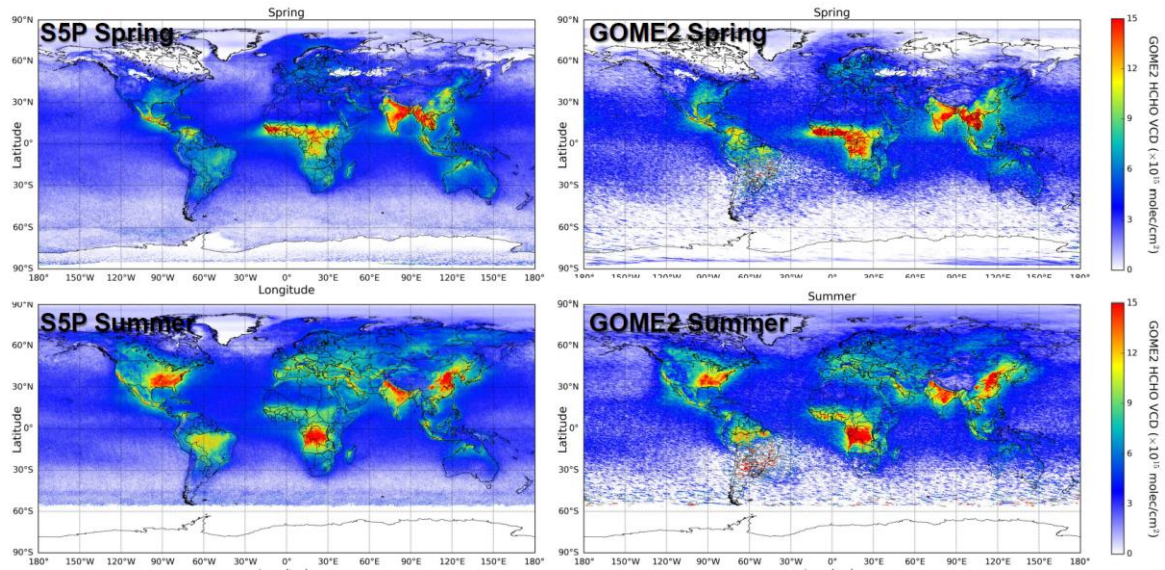 Spring
S5P Spring
90°N
60°N
30°N
0°
30°S
60°S
90°S
Latitude
180° 150°W 120°W 90°W 60°W 30°W 0° 30°E 60°E 90°E 120°E 150°E 180°
Longitude
Spring
GOME2 Spring
90°N
60°N
30°N
0°
30°S
60°S
90°S
Latitude
180° 150°W 120°W 90°W 60°W 30°W 0° 30°E 60°E 90°E 120°E 150°E 180°
15
12
9
6
3
0
GOME2 HCHO VCD (×10¹⁵ molec/cm²)
S5P Summer
90°N
60°N
30°N
0°
30°S
60°S
90°S
Latitude
180° 150°W 120°W 90°W 60°W 30°W 0° 30°E 60°E 90°E 120°E 150°E 180°
Summer
GOME2 Summer
90°N
60°N
30°N
0°
30°S
60°S
90°S
Latitude
180° 150°W 120°W 90°W 60°W 30°W 0° 30°E 60°E 90°E 120°E 150°E 180°
15
12
9
6
3
0
GOME2 HCHO VCD (×10¹⁵ molec/cm²)